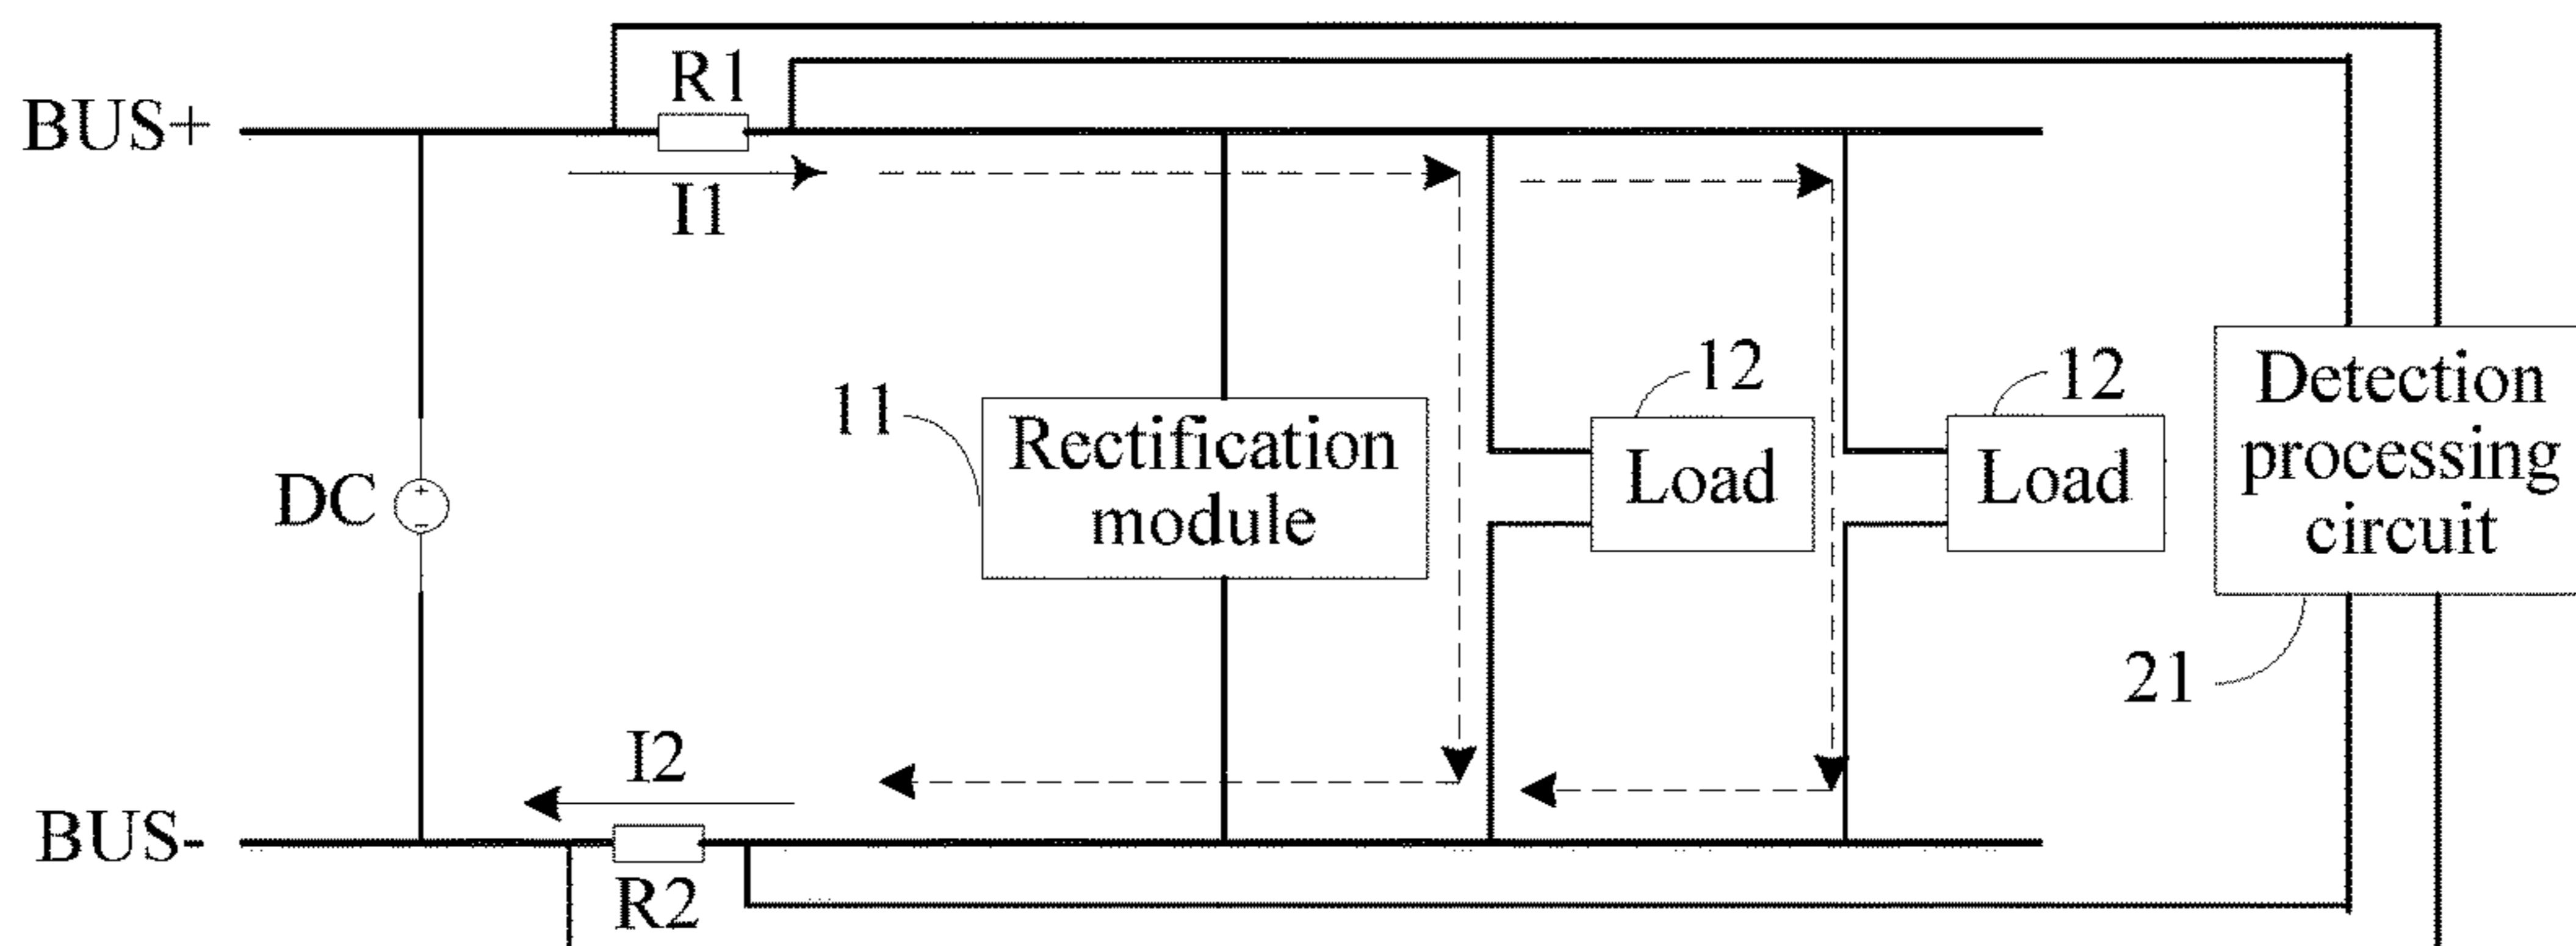 R1
BUS+
I1
12
12
Detection
processing
circuit
11
Rectification
module
Load
Load
DC
21
I2
BUS-
R2